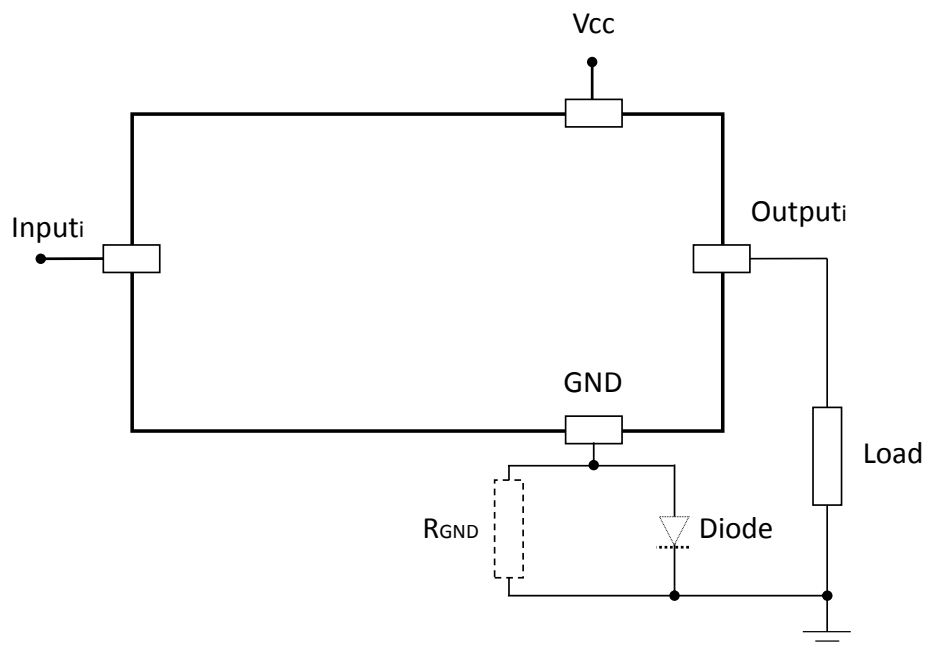 Vcc
Inputi
Outputi
GND
Load
RGND
Diode